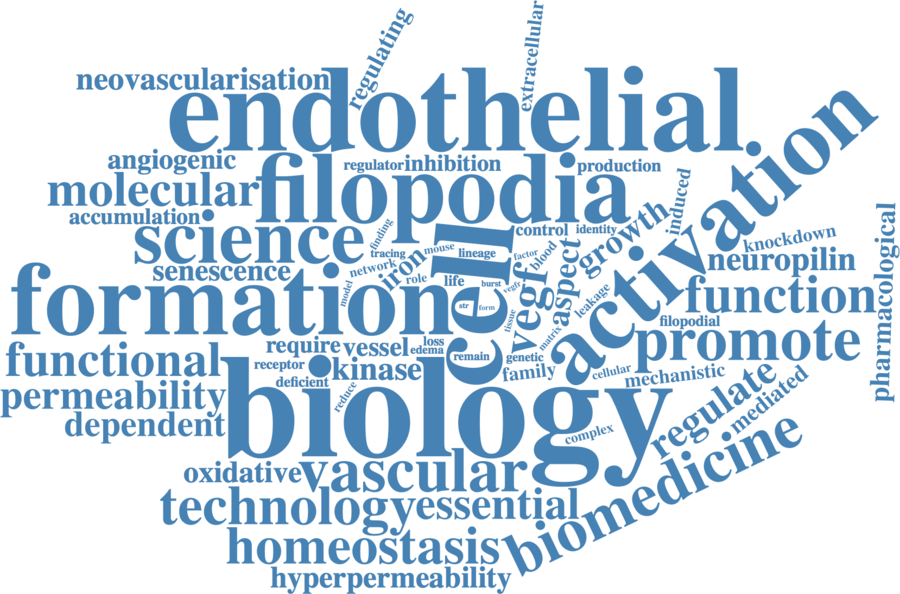 extracellular
regulating
neovascularisation
endothelial
activation
angiogenic
regulator
inhibition
production
molecular
filopodia
induced
accumulation
science
control
identity
growth
pharmacological
finding
tracing
mouse
lineage
factor
blood
aspect
knockdown
senescence
network
iron
cell
neuropilin
model
role
life
burst
vegfc
vegf
leakage
function
formation
str
form
tissue
matrix
filopodial
promote
functional
require
vessel
loss
edema
remain
genetic
receptor
kinase
family
cellular
mechanistic
permeability
deficient
reduce
biology
regulate
mediated
dependent
complex
biomedicine
oxidative
vascular
technology
essential
homeostasis
hyperpermeability